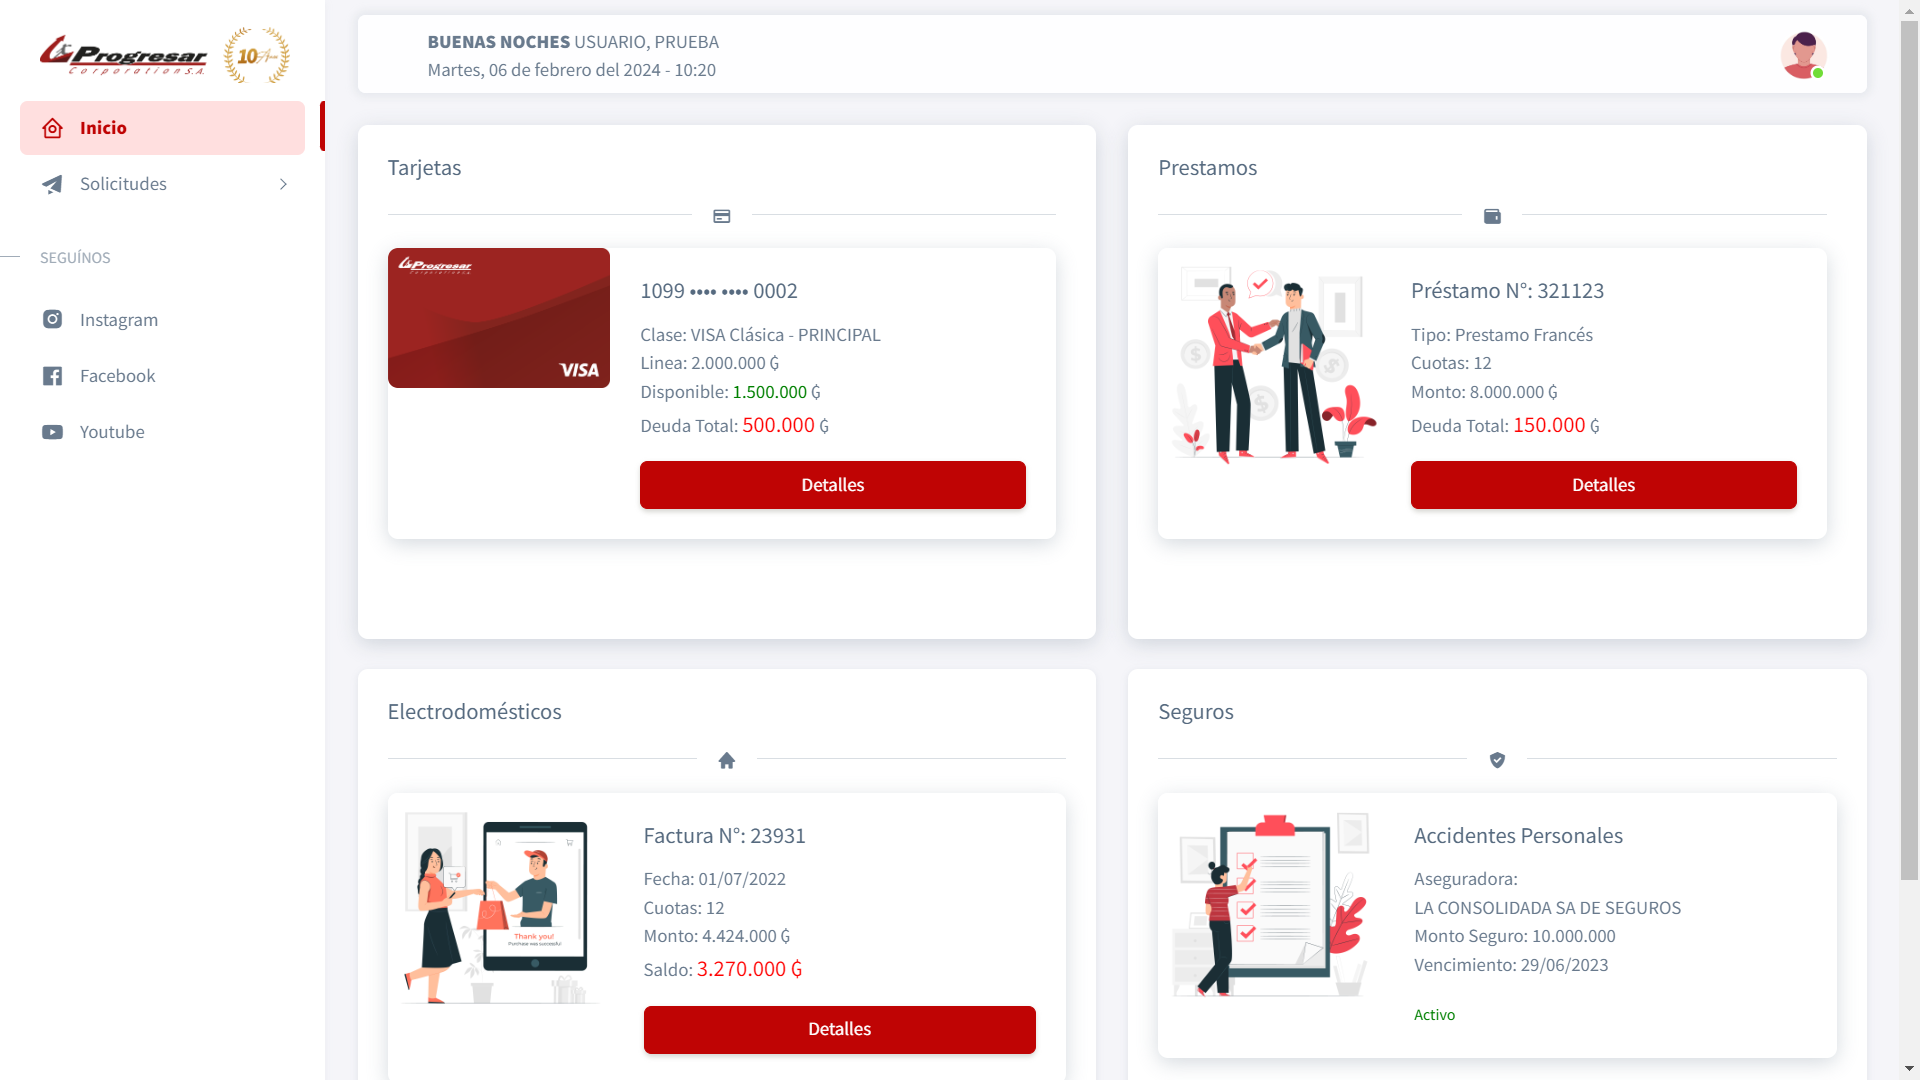 Progresar
Corporation S.A.
10 Años
Inicio
Solicitudes
SEGUÍNOS
Instagram
Facebook
Youtube
BUENAS NOCHES USUARIO, PRUEBA
Martes, 06 de febrero del 2024 - 10:20
Tarjetas
Progresar
Corporation S.A.
VISA
1099 •••• •••• 0002
Clase: VISA Clásica - PRINCIPAL
Linea: 2.000.000 ₲
Disponible: 1.500.000 ₲
Deuda Total: 500.000 ₲
Detalles
Prestamos
Préstamo N°: 321123
Tipo: Prestamo Francés
Cuotas: 12
Monto: 8.000.000 ₲
Deuda Total: 150.000 ₲
Detalles
Electrodomésticos
Thank you!
Purchase was successful
Factura N°: 23931
Fecha: 01/07/2022
Cuotas: 12
Monto: 4.424.000 ₲
Saldo: 3.270.000 ₲
Detalles
Seguros
Accidentes Personales
Aseguradora:
LA CONSOLIDADA SA DE SEGUROS
Monto Seguro: 10.000.000
Vencimiento: 29/06/2023
Activo